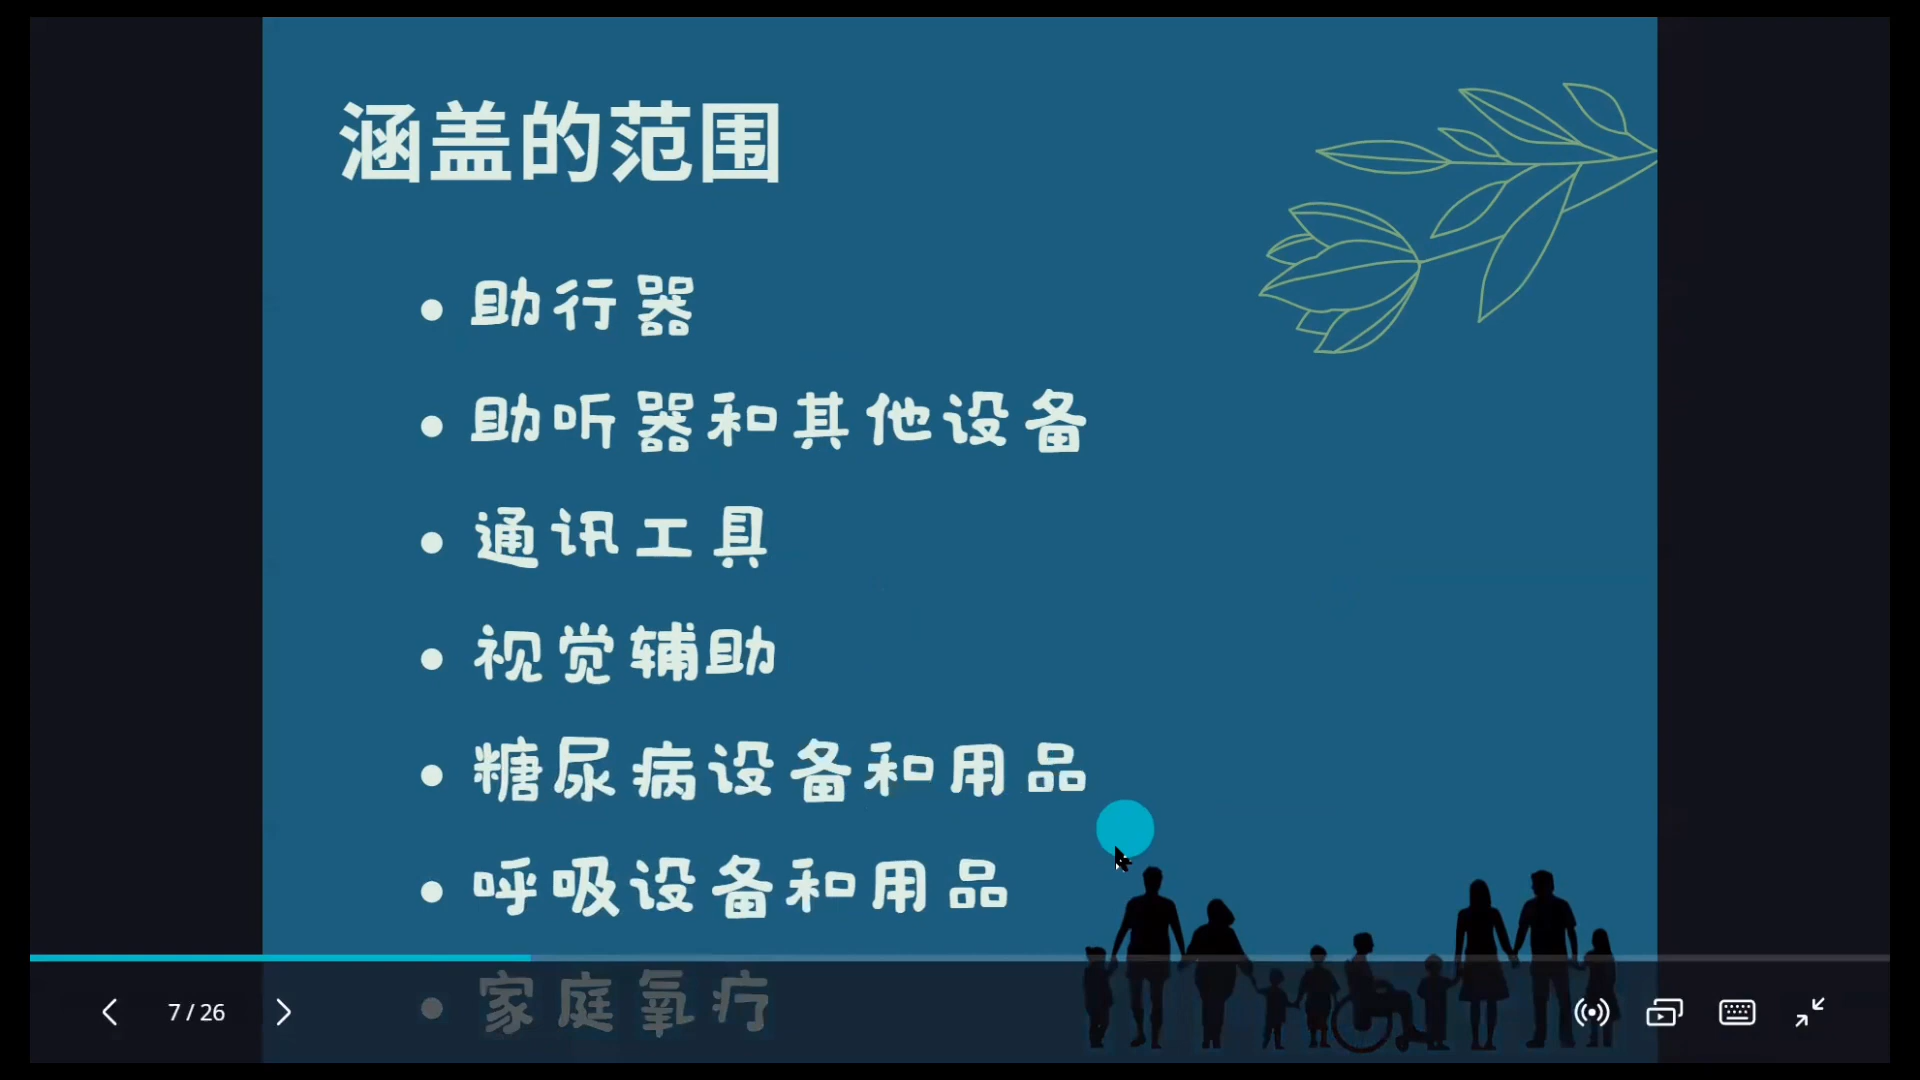 涵盖的范围
• 助行器
• 助听器和其他设备
• 通讯工具
• 视觉辅助
• 糖尿病设备和用品
• 呼吸设备和用品
• 家庭氧疗
7 / 26